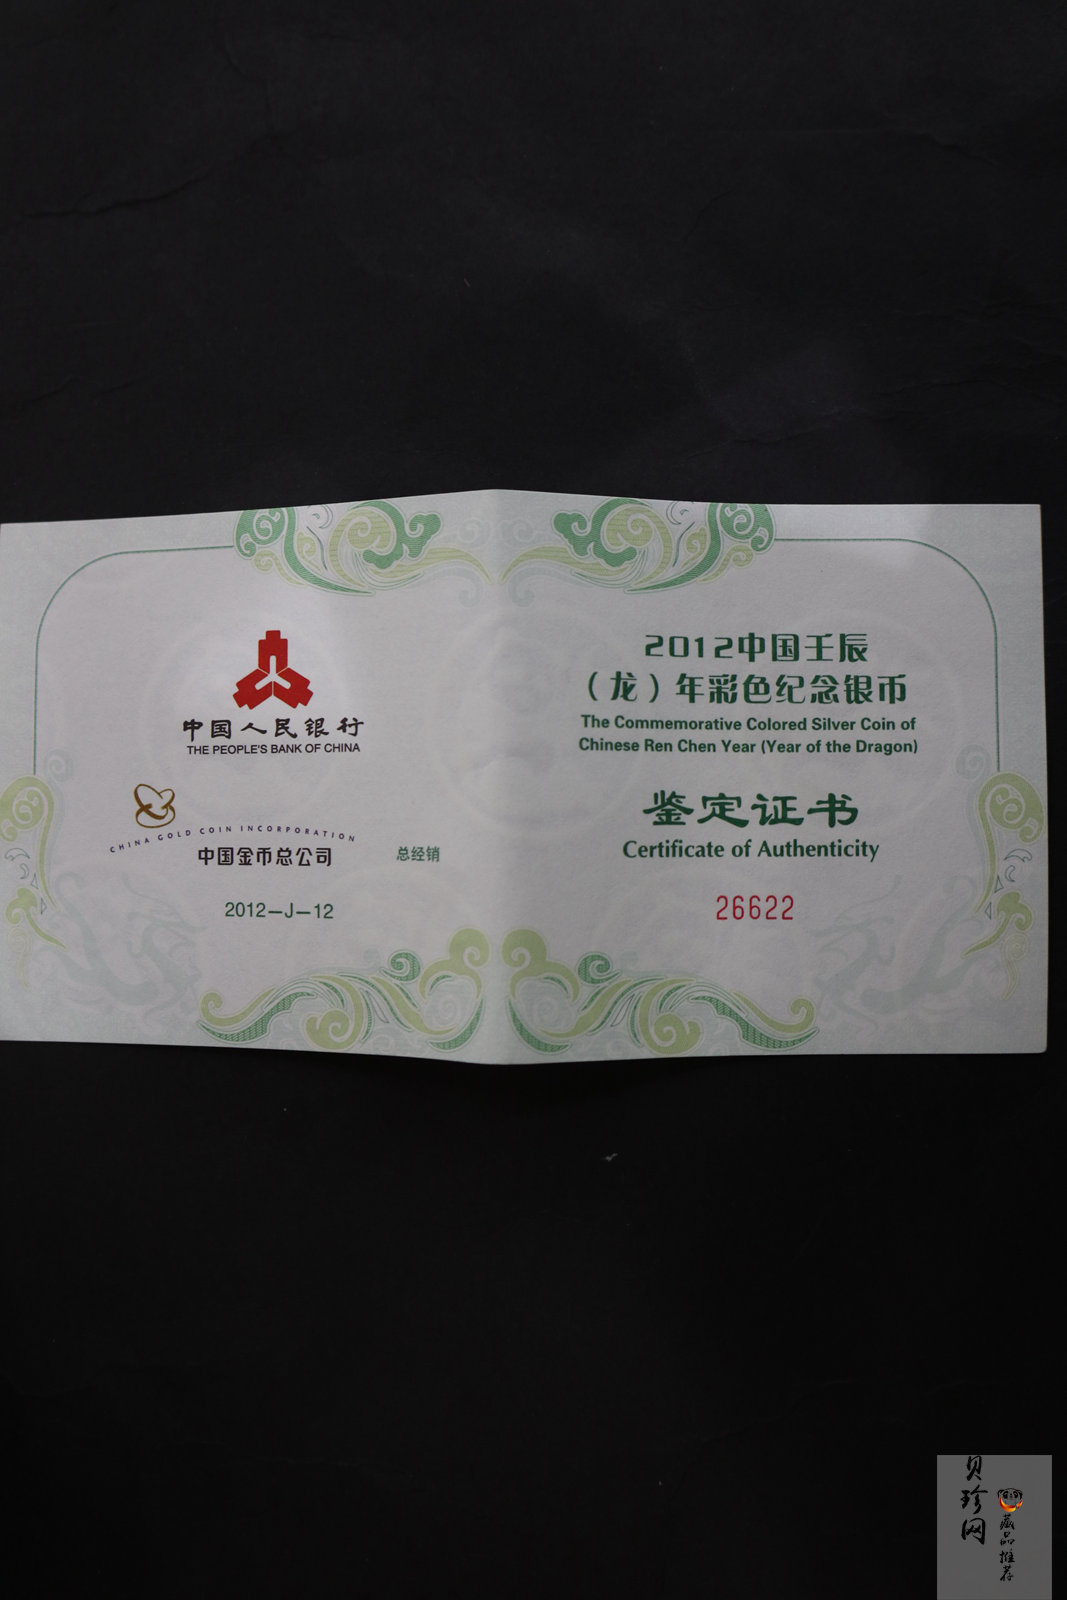 中国人民银行
THE PEOPLE'S BANK OF CHINA
CHINA GOLD COIN INCORPORATION
中国金币总公司 总经销
2012-J-12
2012中国壬辰
（龙）年彩色纪念银币
The Commemorative Colored Silver Coin of
Chinese Ren Chen Year (Year of the Dragon)
鉴定证书
Certificate of Authenticity
26622
贝珍网
藏品推荐